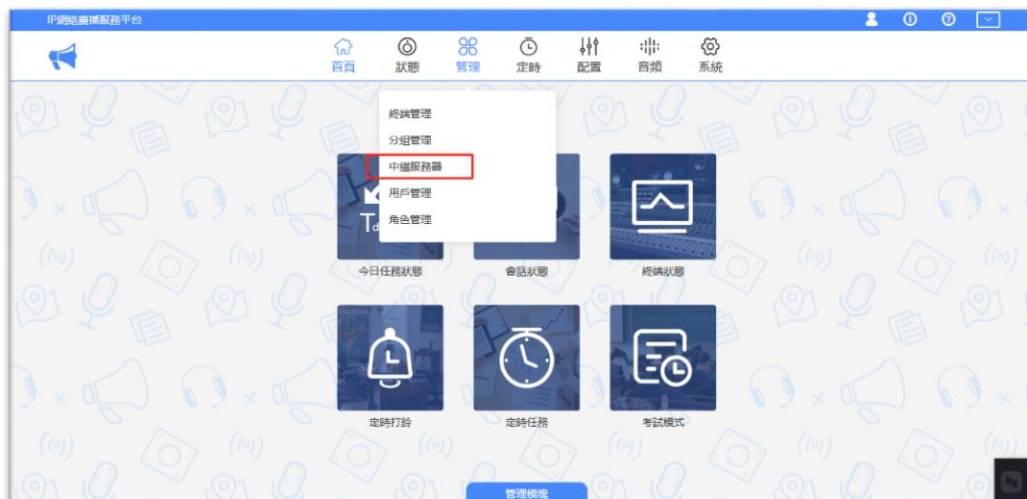 IP網絡廣播服務平台
首頁 狀態 管理 定時 配置 音頻 系統
終端管理
分組管理
中繼服務器
用戶管理
角色管理
今日任務狀態 會話狀態 終端狀態
定時打鈴 定時任務 考試模式
管理模塊